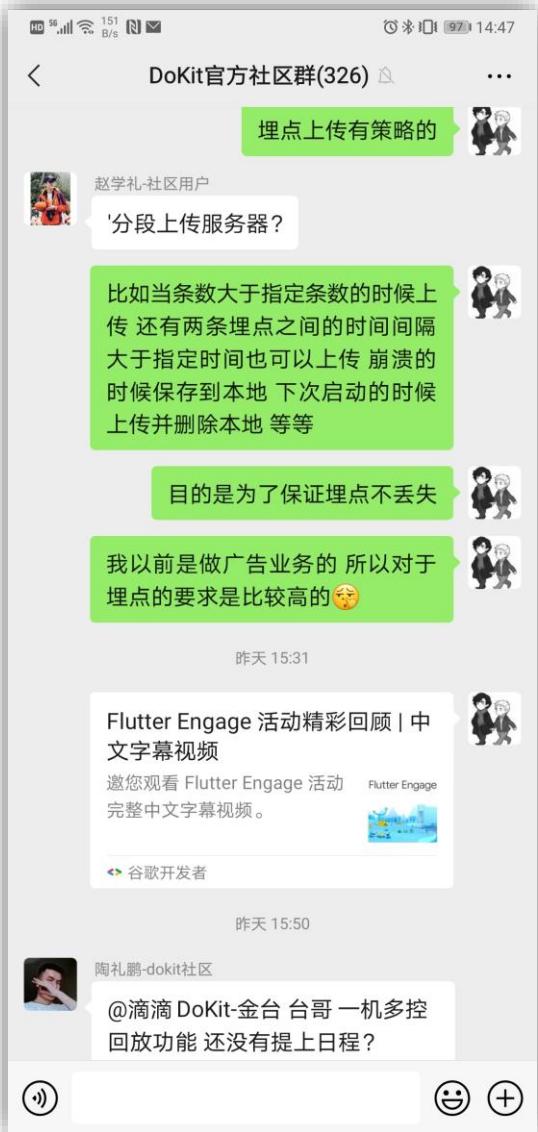 HD 5G 151 B/s 97 14:47
DoKit官方社区群(326)
埋点上传有策略的
赵学礼-社区用户
'分段上传服务器？
比如当条数大于指定条数的时候上
传 还有两条埋点之间的时间间隔
大于指定时间也可以上传 崩溃的
时候保存到本地 下次启动的时候
上传并删除本地 等等
目的是为了保证埋点不丢失
我以前是做广告业务的 所以对于
埋点的要求是比较高的
昨天 15:31
Flutter Engage 活动精彩回顾 | 中
文字幕视频
邀您观看 Flutter Engage 活动
完整中文字幕视频。
Flutter Engage
谷歌开发者
昨天 15:50
陶礼鹏-dokit社区
@滴滴 DoKit-金台 台哥 一机多控
回放功能 还没有提上日程？